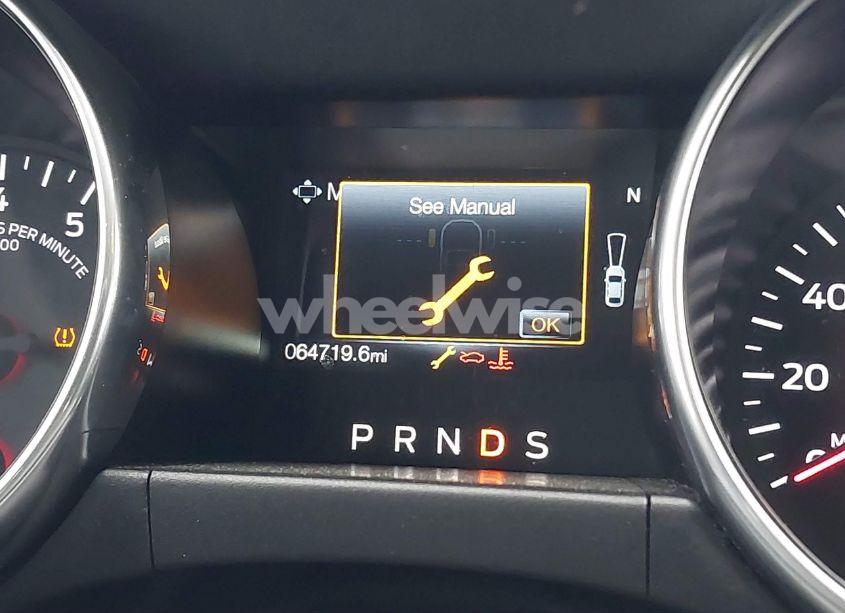 See Manual
M
N
4
5
S PER MINUTE
00
wheelwise
OK
40
064719.6mi
20
P R N D S
M